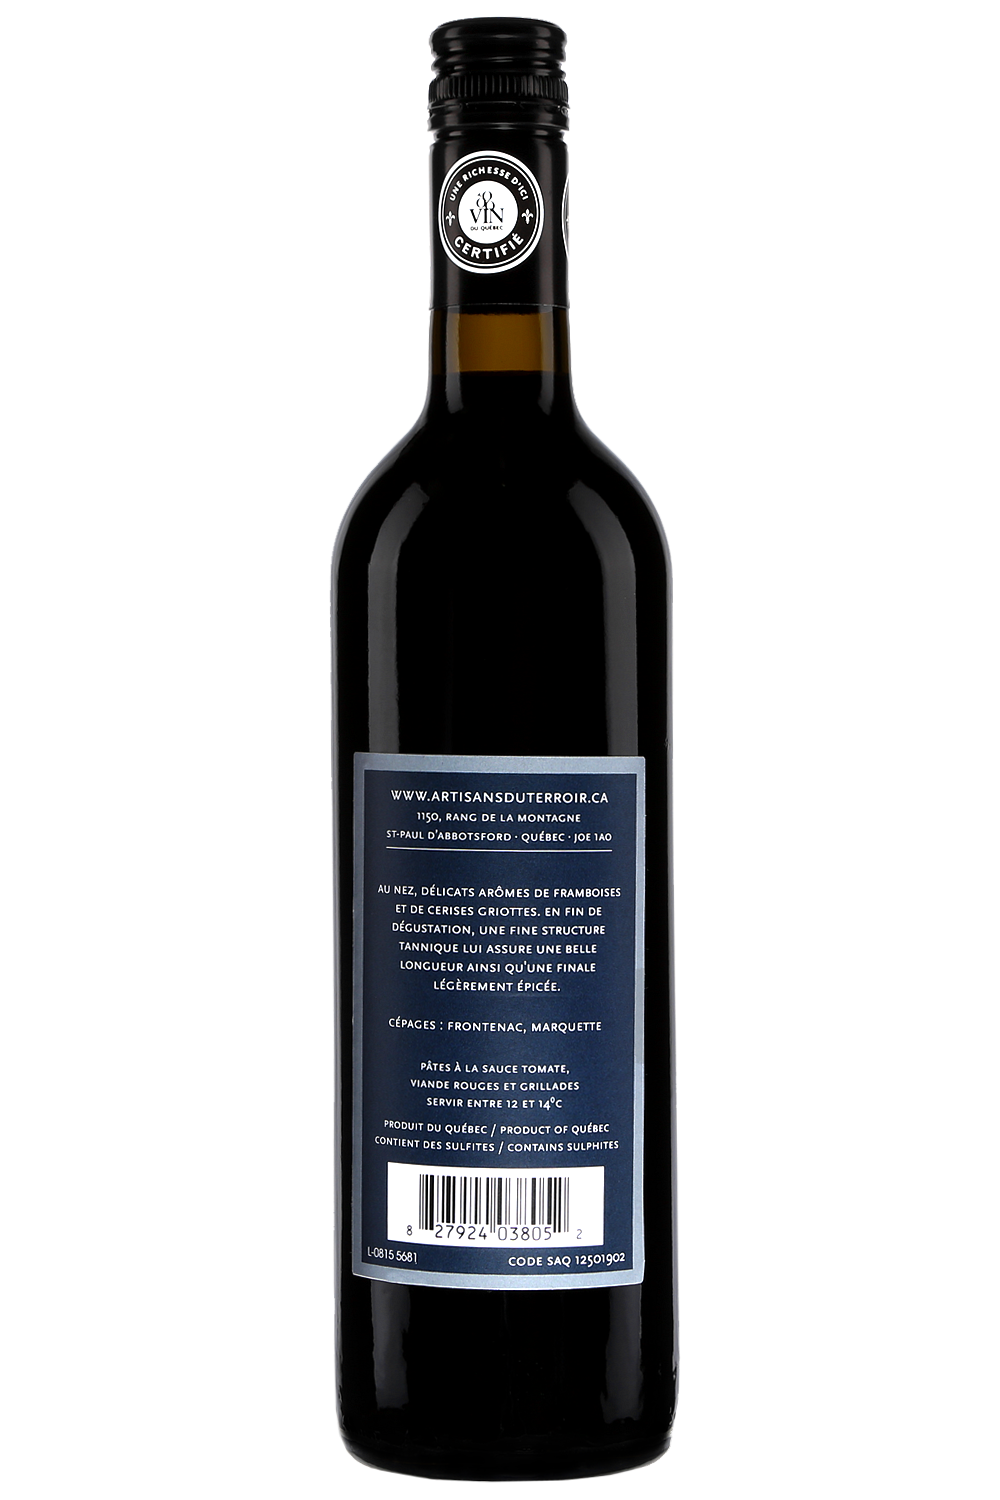 UNE RICHESSE D'ICI
VIN
DU QUÉBEC
CERTIFIÉ
WWW.ARTISANSDUTERROIR.CA
1150, RANG DE LA MONTAGNE
ST-PAUL D'ABBOTSFORD · QUÉBEC · JOE 1AO
AU NEZ, DÉLICATS ARÔMES DE FRAMBOISES
ET DE CERISES GRIOTTES. EN FIN DE
DÉGUSTATION, UNE FINE STRUCTURE
TANNIQUE LUI ASSURE UNE BELLE
LONGUEUR AINSI QU'UNE FINALE
LÉGÈREMENT ÉPICÉE.
CÉPAGES : FRONTENAC, MARQUETTE
PÂTES À LA SAUCE TOMATE,
VIANDE ROUGES ET GRILLADES
SERVIR ENTRE 12 ET 14°C
PRODUIT DU QUÉBEC / PRODUCT OF QUÉBEC
CONTIENT DES SULFITES / CONTAINS SULPHITES
8 27924 03805 2
L-0815 5681
CODE SAQ 12501902